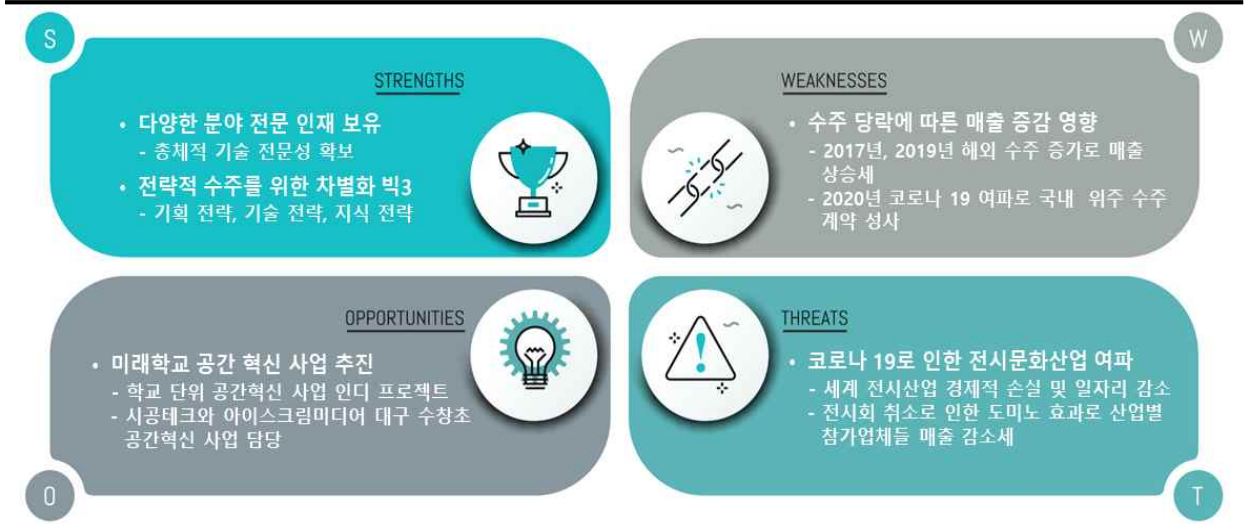 S
STRENGTHS
• 다양한 분야 전문 인재 보유
- 총체적 기술 전문성 확보
• 전략적 수주를 위한 차별화 빅3
- 기획 전략, 기술 전략, 지식 전략
W
WEAKNESSES
• 수주 당락에 따른 매출 증감 영향
- 2017년, 2019년 해외 수주 증가로 매출
상승세
- 2020년 코로나 19 여파로 국내 위주 수주
계약 성사
OPPORTUNITIES
• 미래학교 공간 혁신 사업 추진
- 학교 단위 공간혁신 사업 인디 프로젝트
- 시공테크와 아이스크림미디어 대구 수창초
공간혁신 사업 담당
O
THREATS
• 코로나 19로 인한 전시문화산업 여파
- 세계 전시산업 경제적 손실 및 일자리 감소
- 전시회 취소로 인한 도미노 효과로 산업별
참가업체들 매출 감소세
T